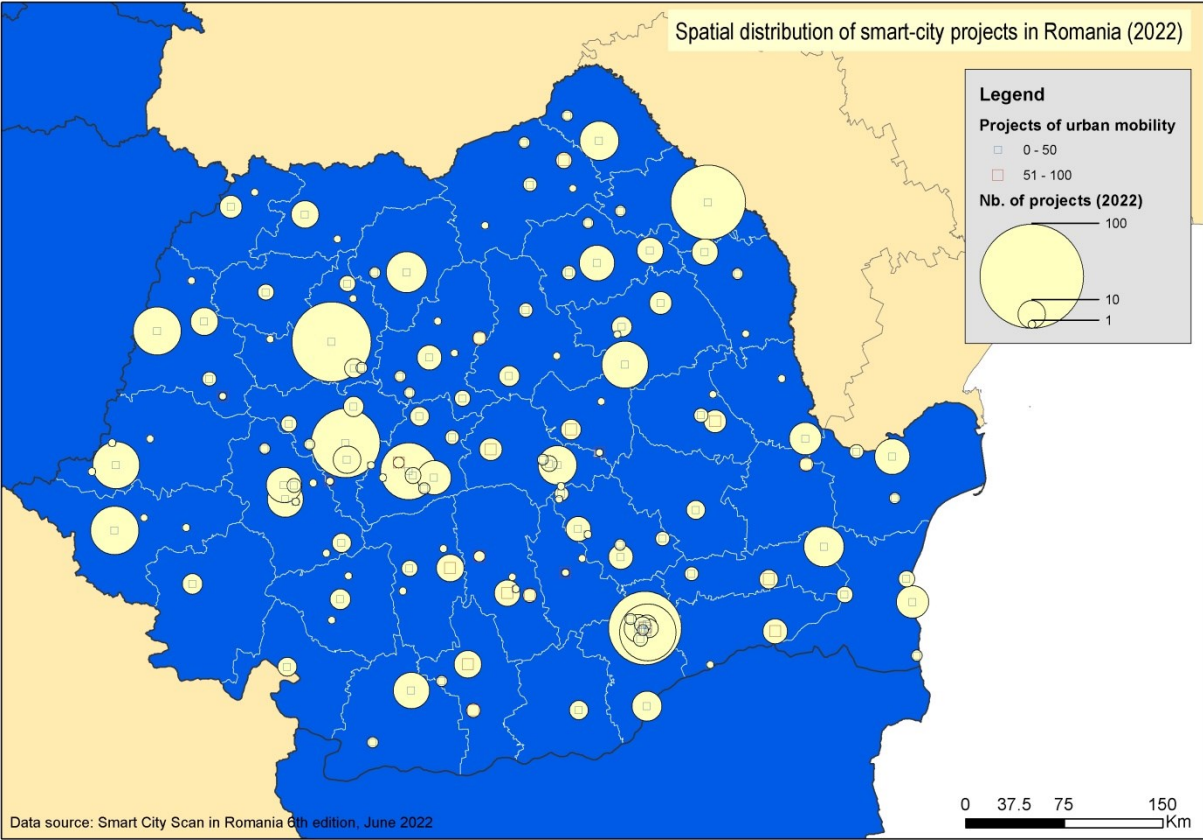 Spatial distribution of smart-city projects in Romania (2022)
Legend
Projects of urban mobility
0 - 50
51 - 100
Nb. of projects (2022)
100
10
1
0 37.5 75 150
Km
Data source: Smart City Scan in Romania 6th edition, June 2022